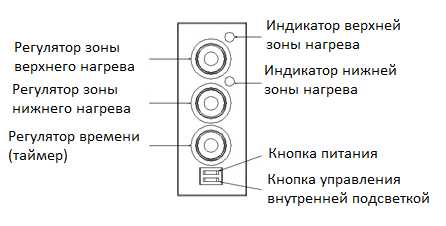 Регулятор зоны
верхнего нагрева
Регулятор зоны
нижнего нагрева
Регулятор времени
(таймер)
Индикатор верхней
зоны нагрева
Индикатор нижней
зоны нагрева
Кнопка питания
Кнопка управления
внутренней подсветкой